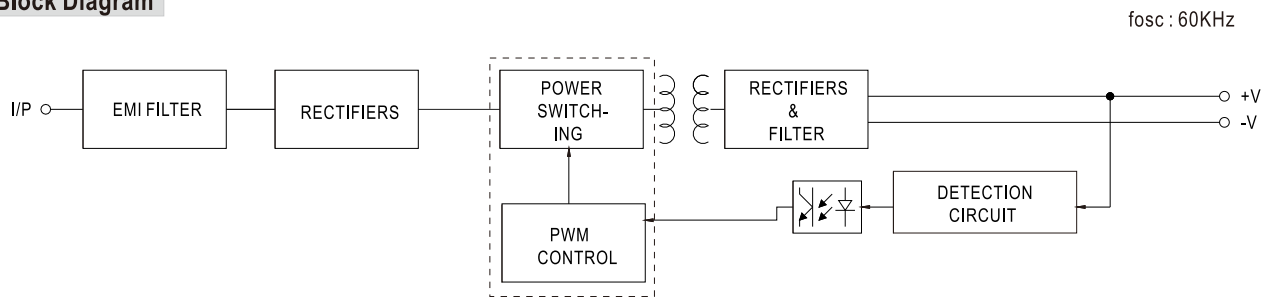 Block Diagram
fosc : 60KHz
I/P
EMI FILTER
RECTIFIERS
POWER
SWITCH-
ING
RECTIFIERS
&
FILTER
+V
-V
PWM
CONTROL
DETECTION
CIRCUIT